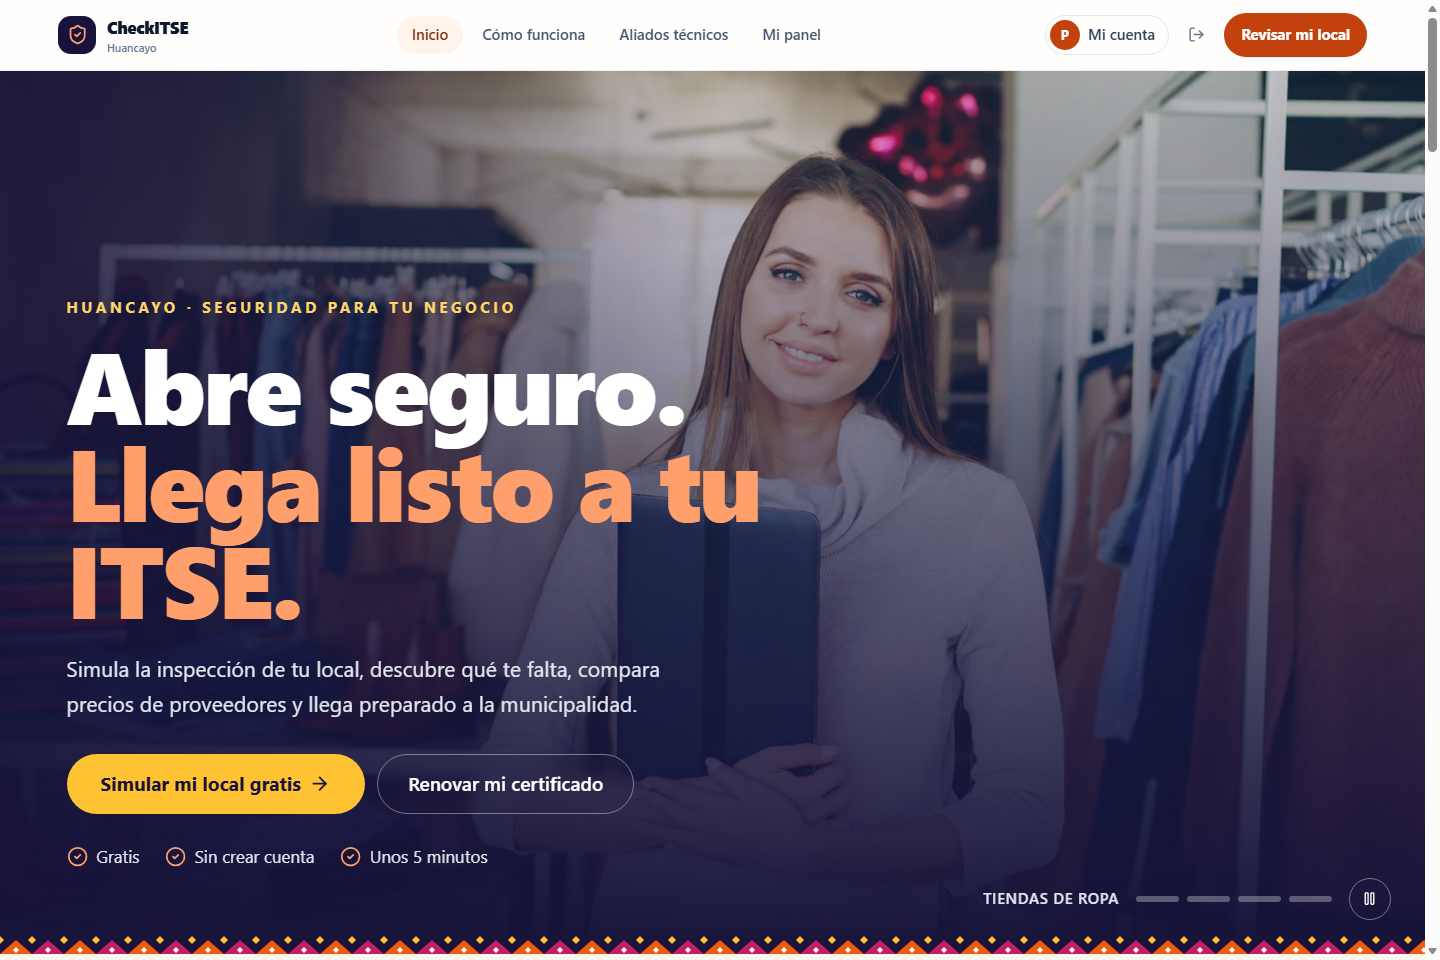 CheckITSE
Huancayo
Inicio
Cómo funciona
Aliados técnicos
Mi panel
P
Mi cuenta
Revisar mi local
HUANCAYO · SEGURIDAD PARA TU NEGOCIO
Abre seguro.
Llega listo a tu
ITSE.
Simula la inspección de tu local, descubre qué te falta, compara
precios de proveedores y llega preparado a la municipalidad.
Simular mi local gratis
Renovar mi certificado
Gratis
Sin crear cuenta
Unos 5 minutos
TIENDAS DE ROPA